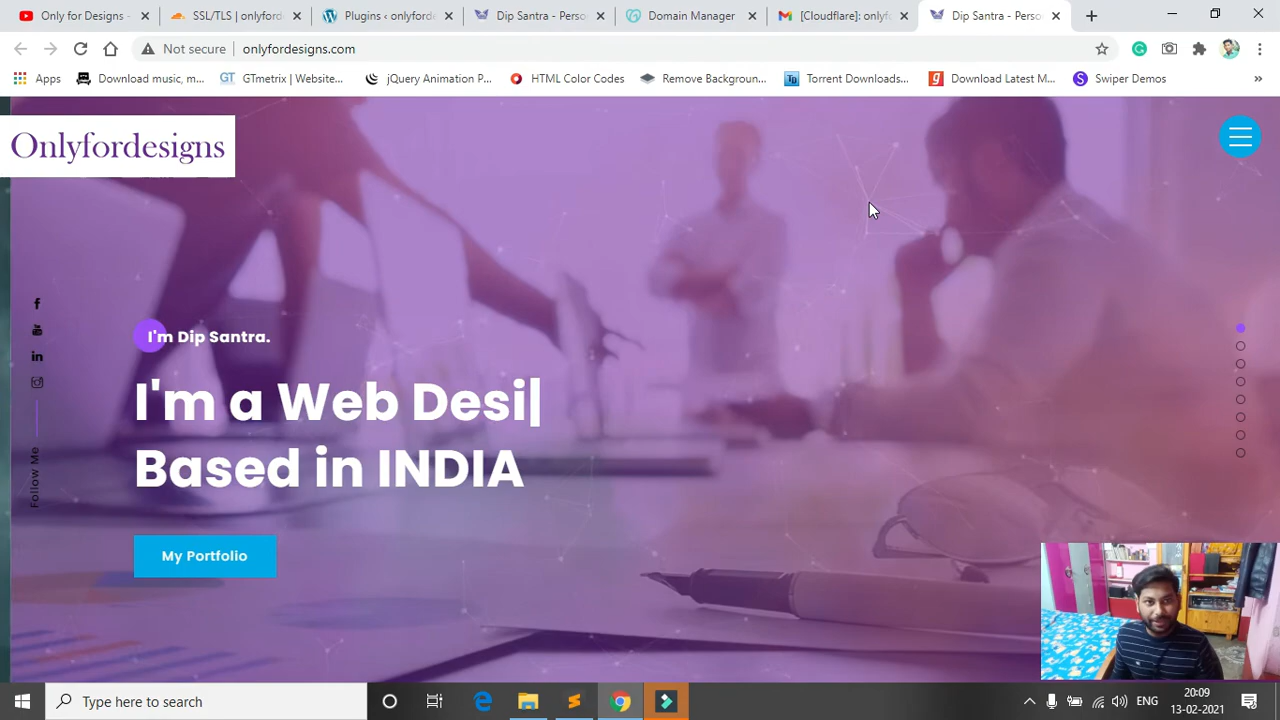 Only for Designs -
SSL/TLS | onlyford
Plugins ‹ onlyford
Dip Santra - Perso
Domain Manager
[Cloudflare]: onlyf
Dip Santra - Perso
Not secure
onlyfordesigns.com
Apps
Download music, m...
GTmetrix | Website...
jQuery Animation P...
HTML Color Codes
Remove Backgroun...
Torrent Downloads...
Download Latest M...
Swiper Demos
Onlyfordesigns
I'm Dip Santra.
I'm a Web Desi|
Based in INDIA
Follow Me
My Portfolio
Type here to search
ENG
20:09
13-02-2021